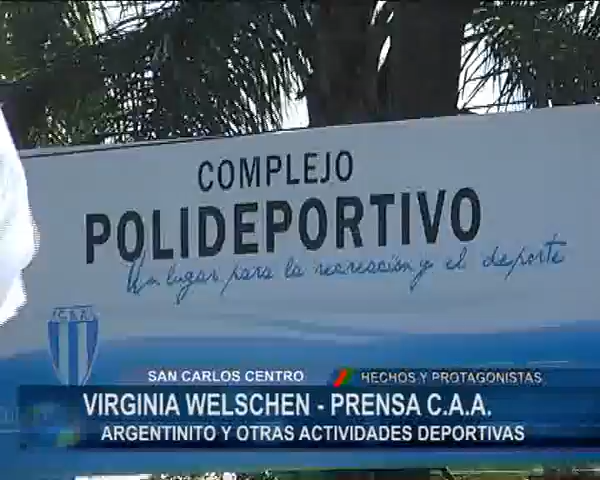 COMPLEJO
POLIDEPORTIVO
Un lugar para la recreación y el deporte
C.A.A.
SAN CARLOS CENTRO
HECHOS Y PROTAGONISTAS
VIRGINIA WELSCHEN - PRENSA C.A.A.
ARGENTINITO Y OTRAS ACTIVIDADES DEPORTIVAS